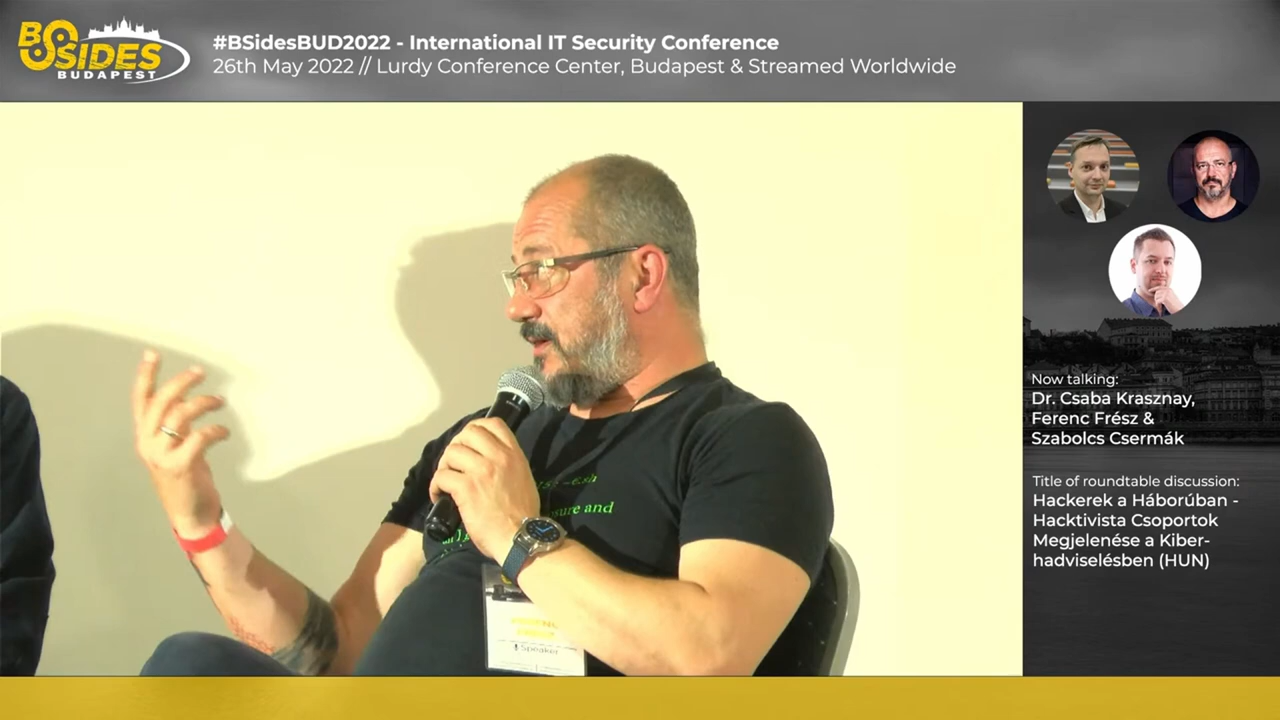 BSIDES
BUDAPEST
#BSidesBUD2022 - International IT Security Conference
26th May 2022 // Lurdy Conference Center, Budapest & Streamed Worldwide
Now talking:
Dr. Csaba Krasznay,
Ferenc Frész &
Szabolcs Csermák
Title of roundtable discussion:
Hackerek a Háborúban -
Hacktivista Csoportok
Megjelenése a Kiber-
hadviselésben (HUN)
and
Speaker